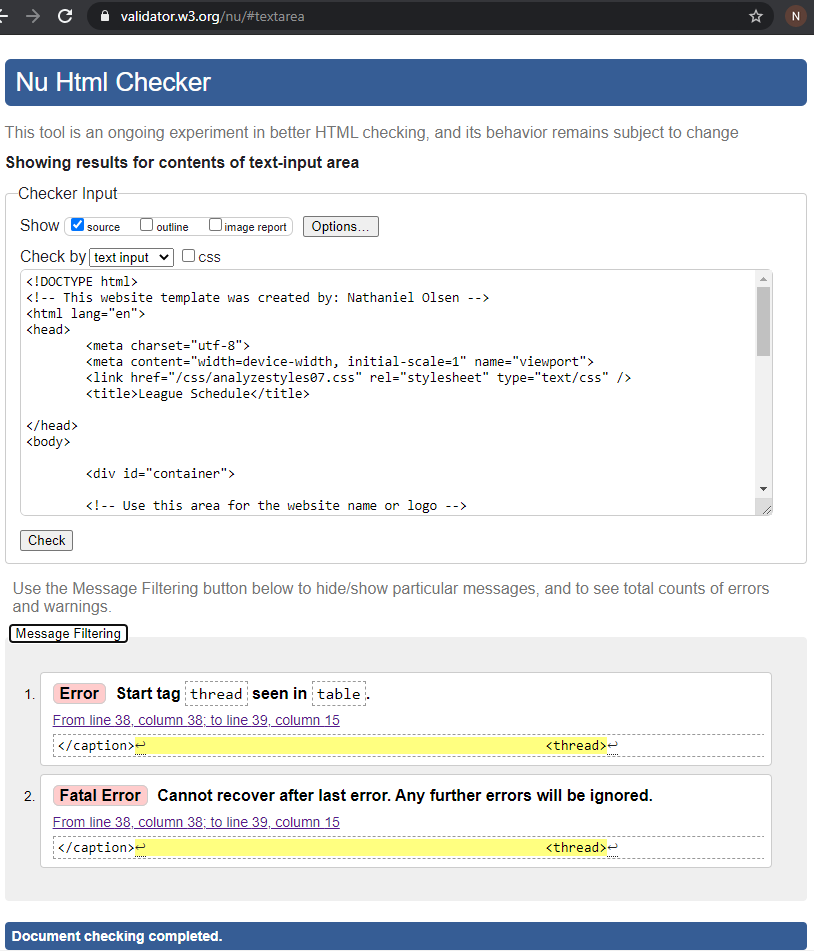 validator.w3.org/nu/#textarea
N
Nu Html Checker
This tool is an ongoing experiment in better HTML checking, and its behavior remains subject to change
Showing results for contents of text-input area
Checker Input
Show source outline image report Options...
Check by text input css
<!DOCTYPE html>
<!-- This website template was created by: Nathaniel Olsen -->
<html lang="en">
<head>
<meta charset="utf-8">
<meta content="width=device-width, initial-scale=1" name="viewport">
<link href="/css/analyzestyles07.css" rel="stylesheet" type="text/css" />
<title>League Schedule</title>
</head>
<body>
<div id="container">
<!-- Use this area for the website name or logo -->
Check
Use the Message Filtering button below to hide/show particular messages, and to see total counts of errors
and warnings.
Message Filtering
1. Error Start tag thread seen in table.
From line 38, column 38; to line 39, column 15
</caption>↩ <thread>↩
2. Fatal Error Cannot recover after last error. Any further errors will be ignored.
From line 38, column 38; to line 39, column 15
</caption>↩ <thread>↩
Document checking completed.